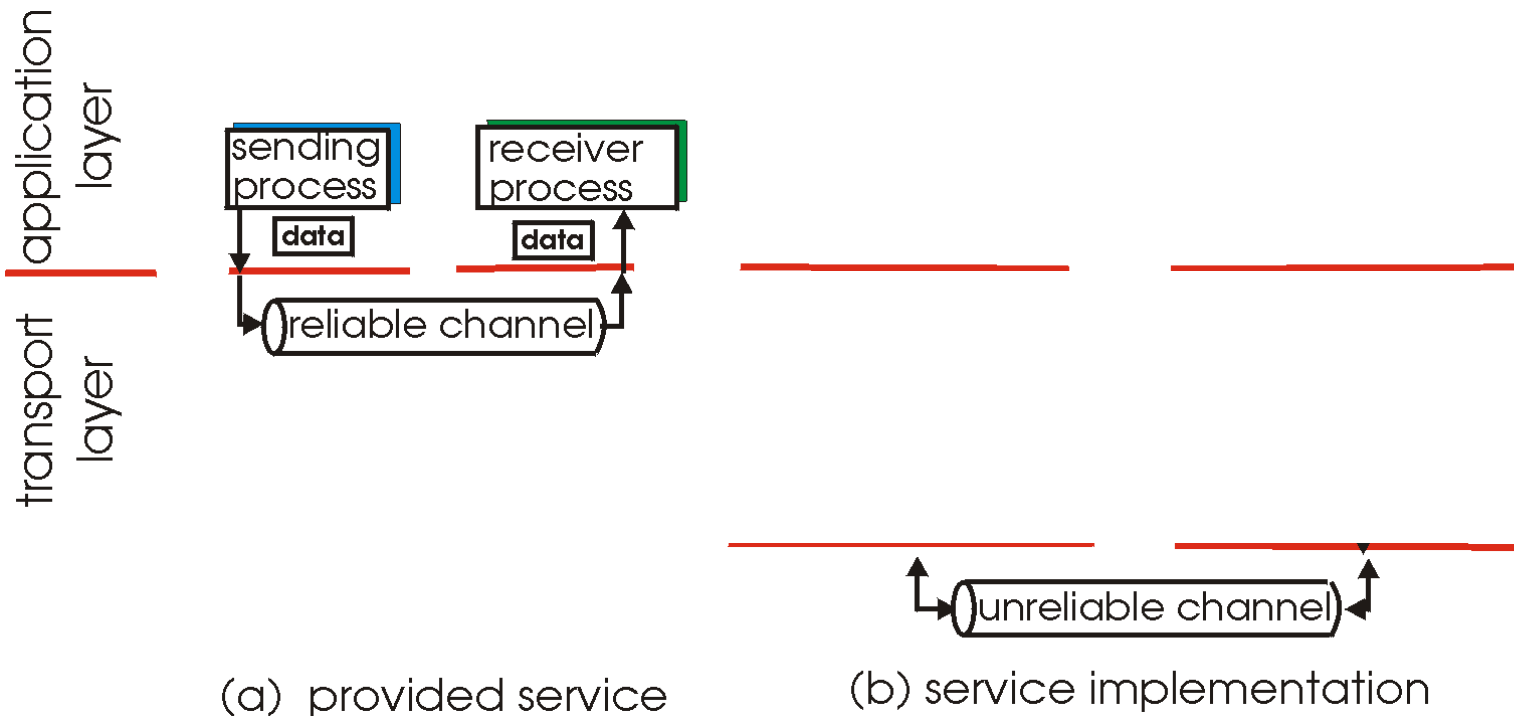 application
layer
transport
layer
sending
process
receiver
process
data
data
reliable channel
unreliable channel
(a) provided service
(b) service implementation